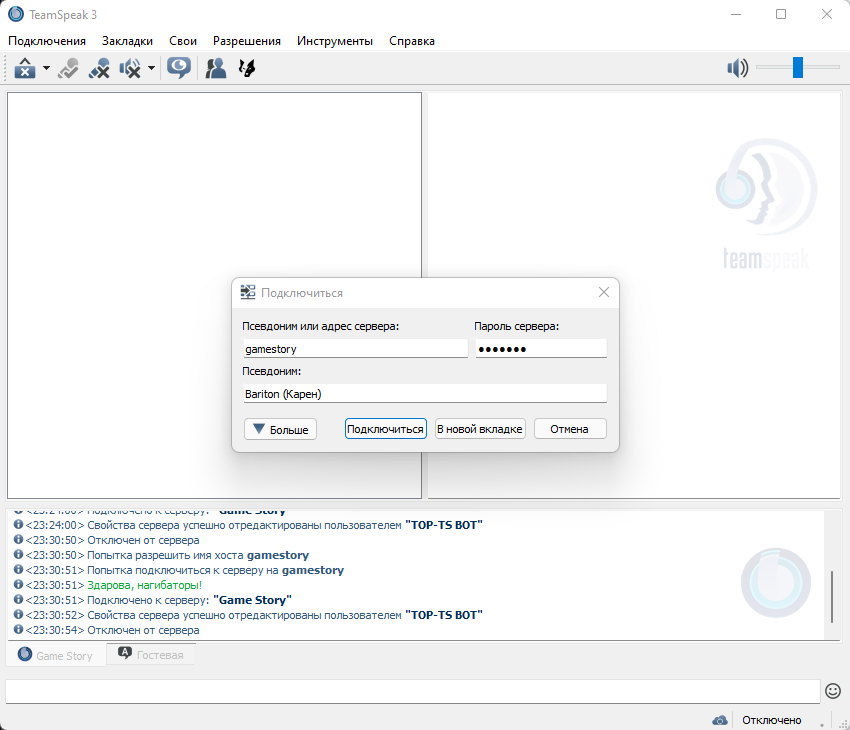 TeamSpeak 3
Подключения Закладки Свои Разрешения Инструменты Справка
teamspeak
Подключиться
Псевдоним или адрес сервера: Пароль сервера:
gamestory ●●●●●●●
Псевдоним:
Bariton (Карен)
Больше Подключиться В новой вкладке Отмена
<23:24:00> Подключено к серверу: "Game Story"
<23:24:00> Свойства сервера успешно отредактированы пользователем "TOP-TS BOT"
<23:30:50> Отключен от сервера
<23:30:50> Попытка разрешить имя хоста gamestory
<23:30:51> Попытка подключиться к серверу на gamestory
<23:30:51> Здарова, нагибаторы!
<23:30:51> Подключено к серверу: "Game Story"
<23:30:52> Свойства сервера успешно отредактированы пользователем "TOP-TS BOT"
<23:30:54> Отключен от сервера
Game Story A Гостевая
Отключено